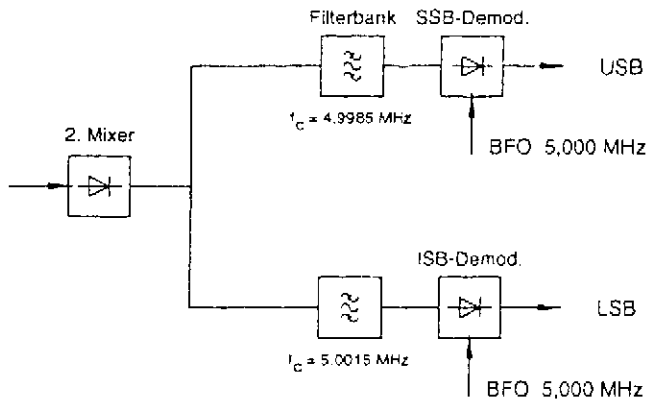 Filterbank SSB-Demod.
USB
f_c = 4.9985 MHz
BFO 5,000 MHz
2. Mixer
ISB-Demod.
LSB
f_c = 5.0015 MHz
BFO 5,000 MHz